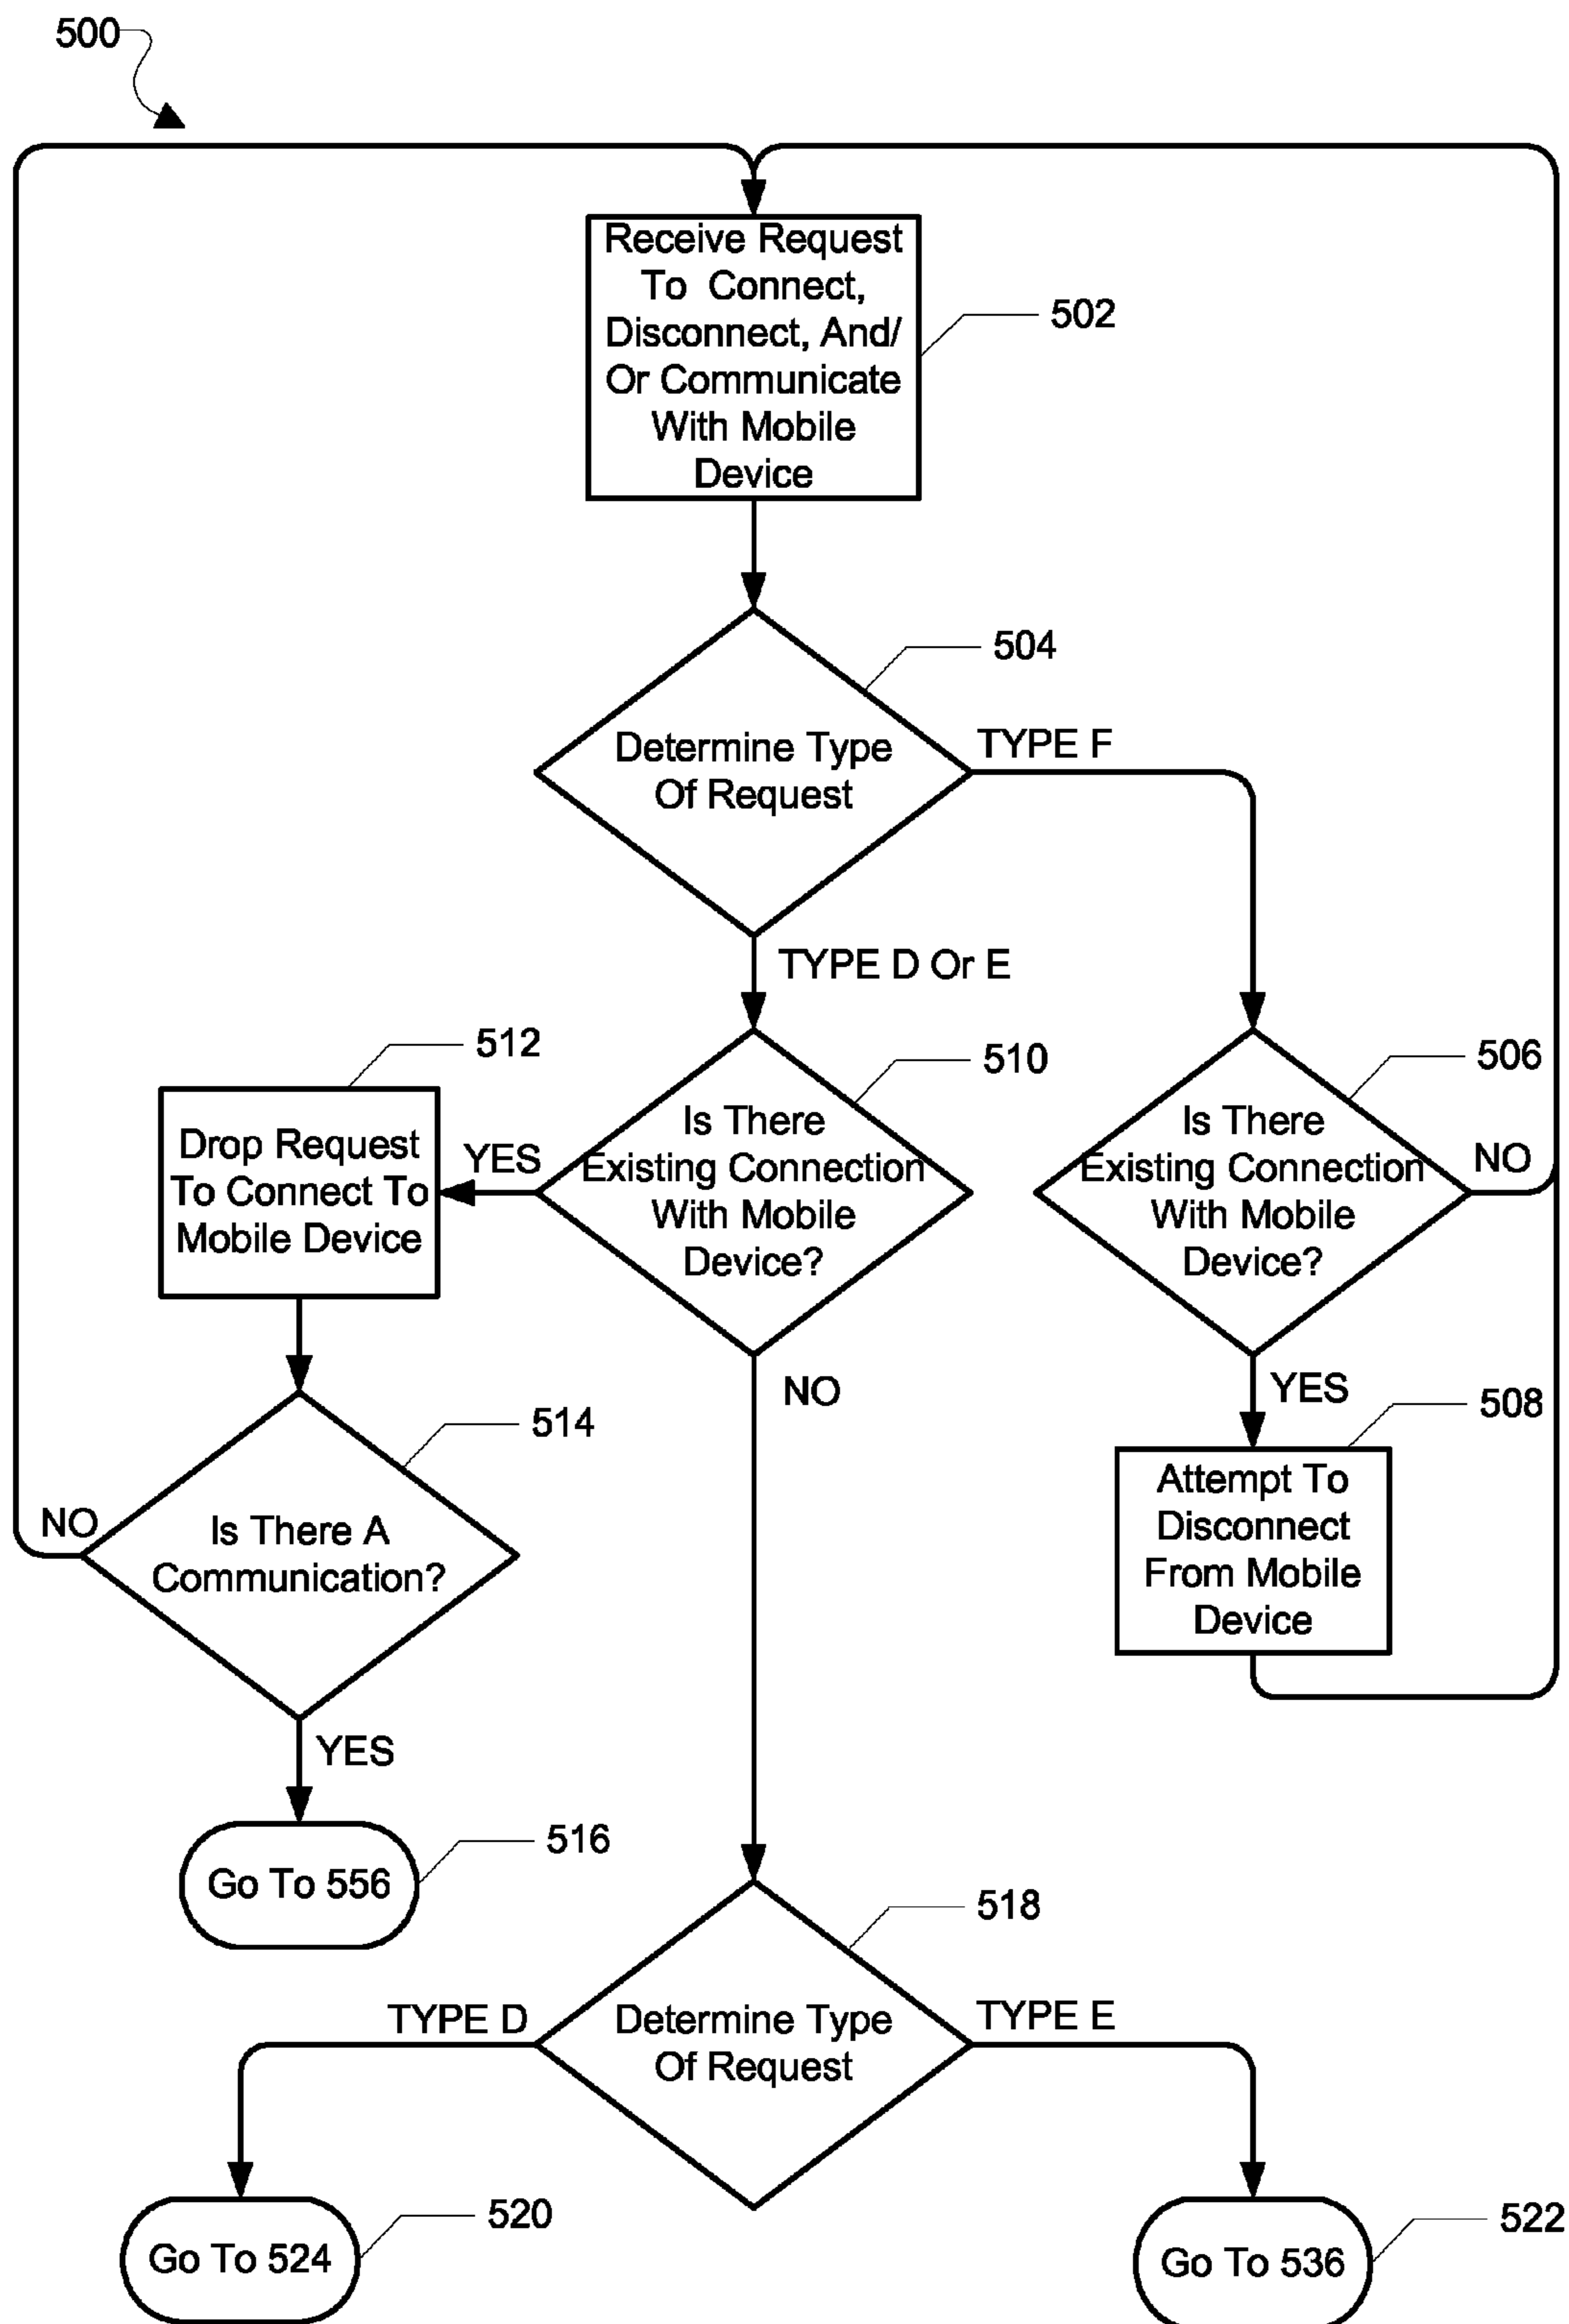 500
Receive Request
To Connect,
Disconnect, And/
Or Communicate
With Mobile
Device
502
504
Determine Type
Of Request
TYPE F
TYPE D Or E
512
510
506
Drop Request
To Connect To
Mobile Device
YES
Is There
Existing Connection
With Mobile
Device?
Is There
Existing Connection
With Mobile
Device?
NO
NO
YES
508
514
Attempt To
Disconnect
From Mobile
Device
NO
Is There A
Communication?
YES
516
Go To 556
518
TYPE D
Determine Type
Of Request
TYPE E
520
Go To 524
522
Go To 536